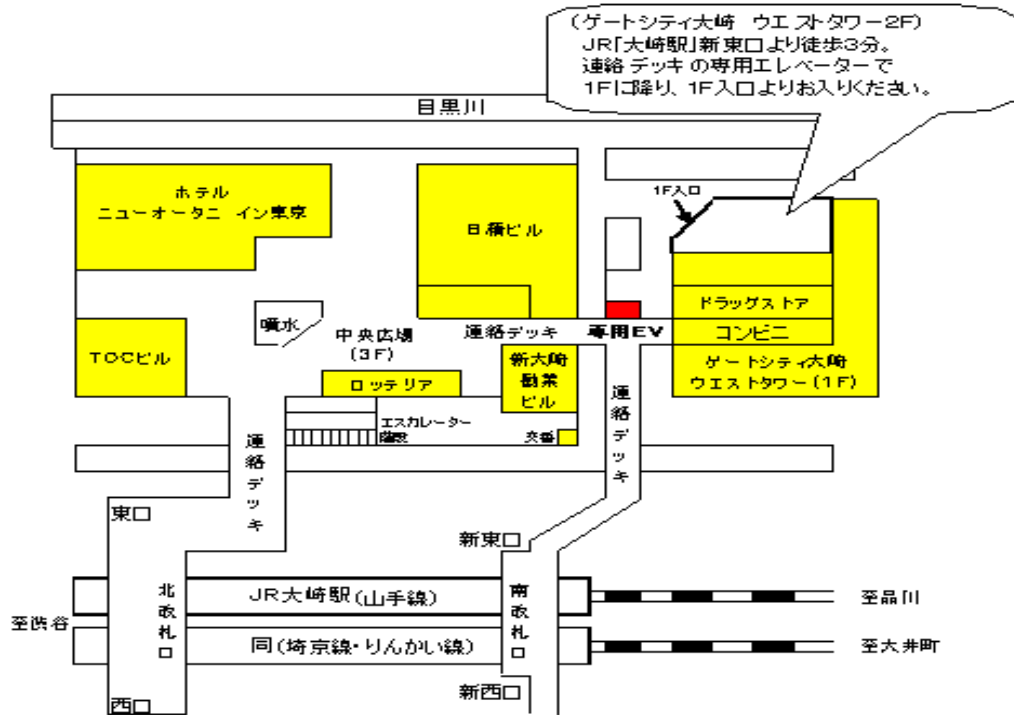 (ゲートシティ大崎 ウエストタワー2F)
JR「大崎駅」新東口より徒歩3分。
連絡デッキの専用エレベーターで
1Fに降り、1F入口よりお入りください。
目黒川
ホテル
ニューオータニ イン東京
日精ビル
1F入口
ドラッグストア
コンビニ
ゲートシティ大崎
ウエストタワー(1F)
噴水
中央広場
(3F)
連絡デッキ
専用EV
TOCビル
ロッテリア
新大崎
勧業
ビル
エスカレーター
階段
交番
連絡デッキ
連絡デッキ
東口
新東口
北改札口
JR大崎駅(山手線)
南改札口
至品川
至渋谷
同(埼京線・りんかい線)
至大井町
西口
新西口